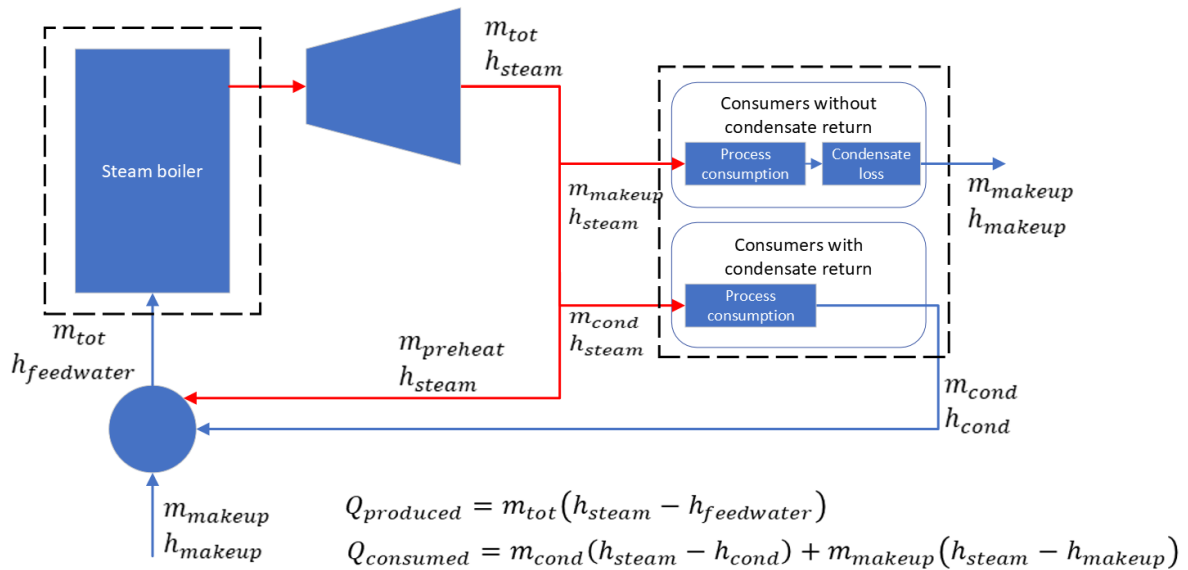 Steam boiler
m_tot
h_steam
Consumers without
condensate return
Process
consumption
Condensate
loss
m_makeup
h_steam
m_makeup
h_makeup
Consumers with
condensate return
Process
consumption
m_cond
h_steam
m_tot
h_feedwater
m_preheat
h_steam
m_cond
h_cond
m_makeup
h_makeup
Q_produced = m_tot(h_steam − h_feedwater)
Q_consumed = m_cond(h_steam − h_cond) + m_makeup(h_steam − h_makeup)